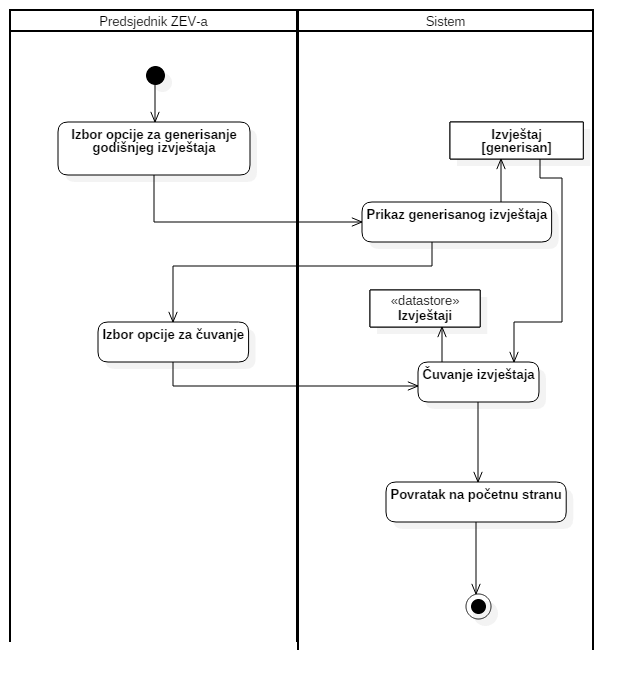 Predsjednik ZEV-a
Sistem
Izbor opcije za generisanje
godišnjeg izvještaja
Izvještaj
[generisan]
Prikaz generisanog izvještaja
«datastore»
Izvještaji
Izbor opcije za čuvanje
Čuvanje izvještaja
Povratak na početnu stranu